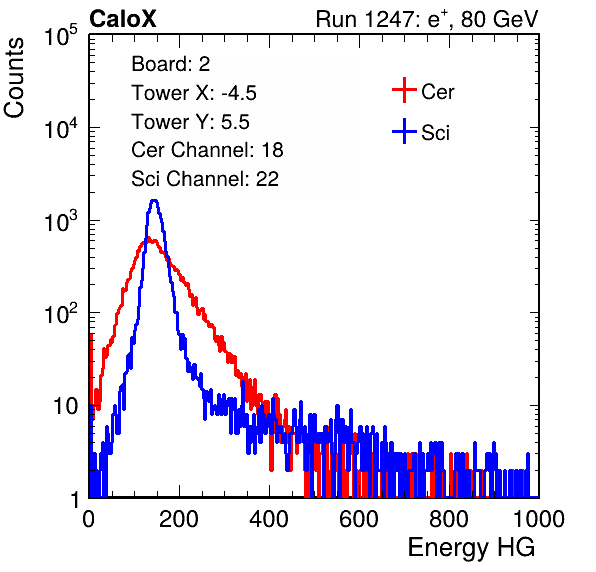 CaloX Run 1247: e+, 80 GeV
Counts
Board: 2
Tower X: -4.5
Tower Y: 5.5
Cer Channel: 18
Sci Channel: 22
Cer
Sci
10^5
10^4
10^3
10^2
10
1
0 200 400 600 800 1000
Energy HG